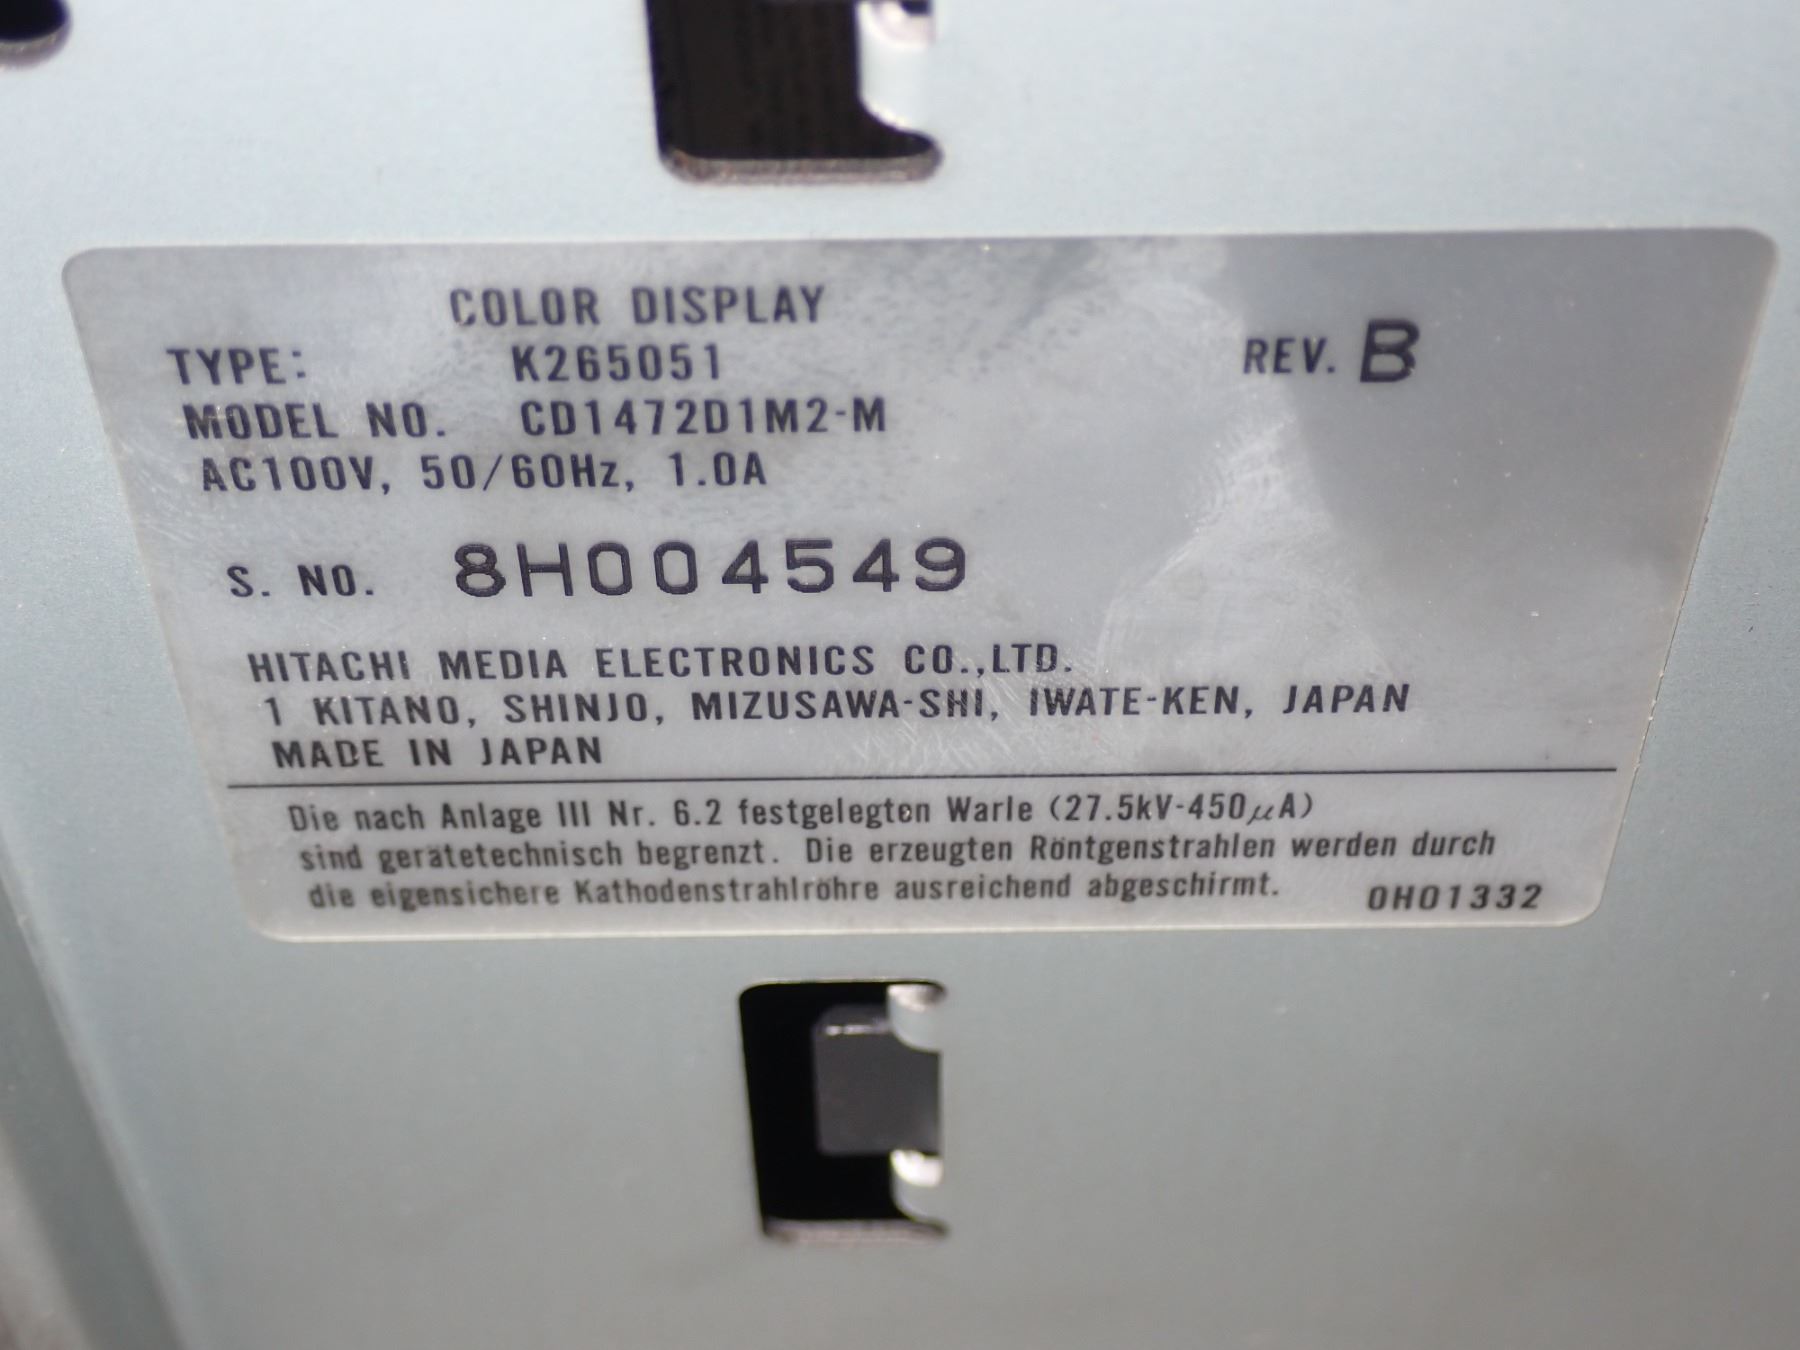 COLOR DISPLAY
TYPE: K265051 REV. B
MODEL NO. CD1472D1M2-M
AC100V, 50/60Hz, 1.0A
S. NO. 8H004549
HITACHI MEDIA ELECTRONICS CO.,LTD.
1 KITANO, SHINJO, MIZUSAWA-SHI, IWATE-KEN, JAPAN
MADE IN JAPAN
Die nach Anlage III Nr. 6.2 festgelegten Warle (27.5kV-450μA)
sind gerätetechnisch begrenzt. Die erzeugten Röntgenstrahlen werden durch
die eigensichere Kathodenstrahlröhre ausreichend abgeschirmt. 0H01332